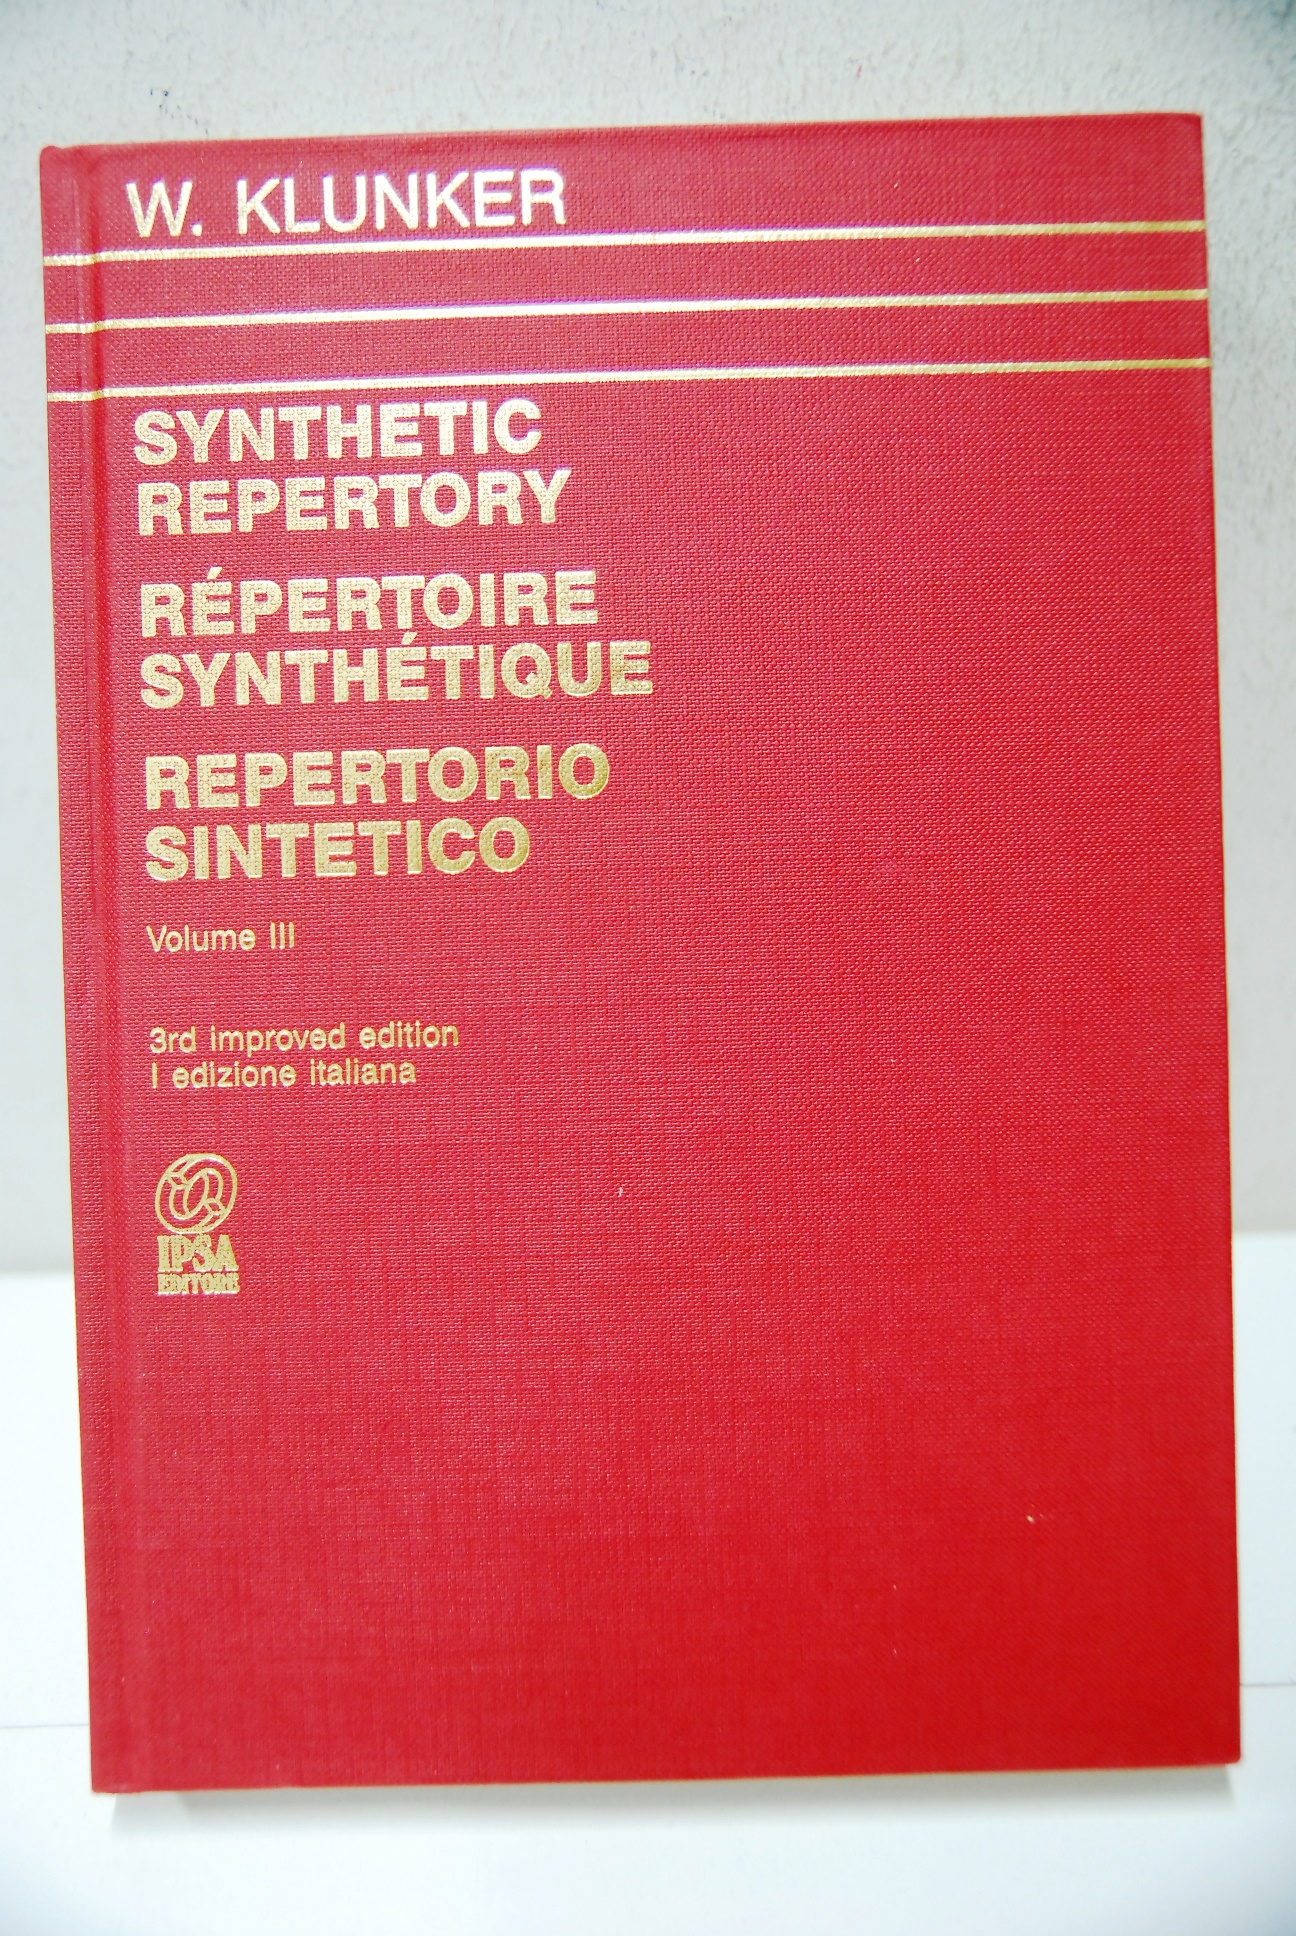 W. KLUNKER
SYNTHETIC
REPERTORY
RÉPERTOIRE
SYNTHÉTIQUE
REPERTORIO
SINTETICO
Volume III
3rd improved edition
I edizione italiana
IPSA
EDITORE